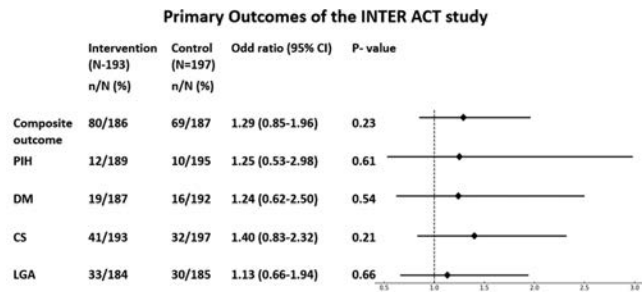 Primary Outcomes of the INTER ACT study
Intervention Control Odd ratio (95% CI) P- value
(N-193) (N=197)
n/N (%) n/N (%)
Composite 80/186 69/187 1.29 (0.85-1.96) 0.23
outcome
PIH 12/189 10/195 1.25 (0.53-2.98) 0.61
DM 19/187 16/192 1.24 (0.62-2.50) 0.54
CS 41/193 32/197 1.40 (0.83-2.32) 0.21
LGA 33/184 30/185 1.13 (0.66-1.94) 0.66
0.5 1.0 1.5 2.0 2.5 3.0